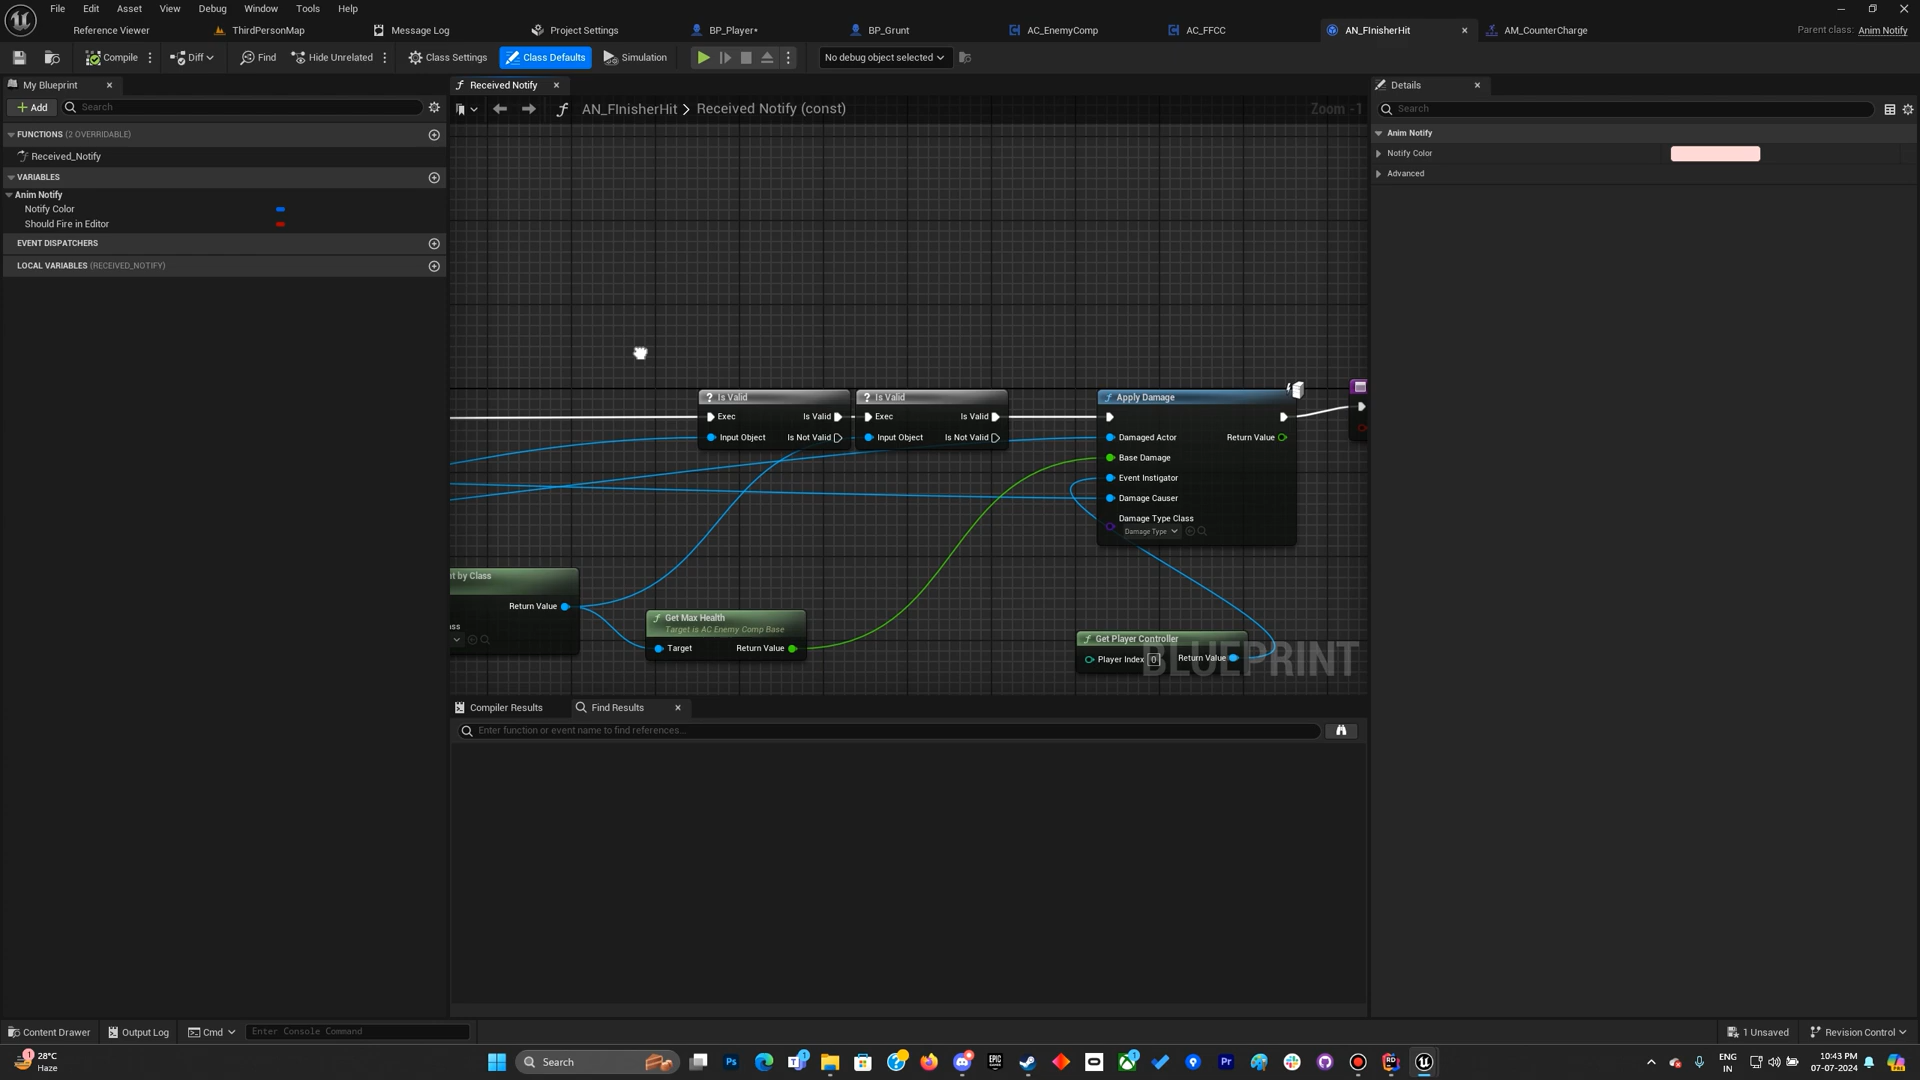 File Edit Asset View Window Debug Window Tools Help
Reference Viewer ThirdPersonMap Message Log Project Settings BP_Player* BP_Grunt AC_EnemyComp AC_FFCC AN_FInisherHit AM_CounterCharge Parent class: Anim Notify
Compile Diff Find Hide Unrelated Class Settings Class Defaults Simulation No debug object selected
My Blueprint
Add Search
FUNCTIONS (2 OVERRIDABLE)
Received_Notify
VARIABLES
Anim Notify
Notify Color
Should Fire in Editor
EVENT DISPATCHERS
LOCAL VARIABLES (RECEIVED_NOTIFY)
Received Notify
AN_FInisherHit > Received Notify (const)
Zoom -1
Is Valid
Exec Is Valid
Input Object Is Not Valid
Is Valid
Exec Is Valid
Input Object Is Not Valid
Apply Damage
Damaged Actor Return Value
Base Damage
Event Instigator
Damage Causer
Damage Type Class
Damage Type
nt by Class
Return Value
ass
Get Max Health
Target is AC Enemy Comp Base
Target Return Value
Get Player Controller
Player Index 0 Return Value
BLUEPRINT
Compiler Results Find Results
Enter function or event name to find references...
Details
Search
Anim Notify
Notify Color
Advanced
Content Drawer Output Log Cmd Enter Console Command 1 Unsaved Revision Control
28°C
Haze
Search
ENG
IN
10:43 PM
07-07-2024